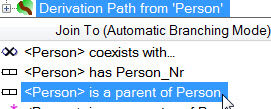 Derivation Path from 'Person'
Join To (Automatic Branching Mode)
<Person> coexists with...
<Person> has Person_Nr
<Person> is a parent of Person